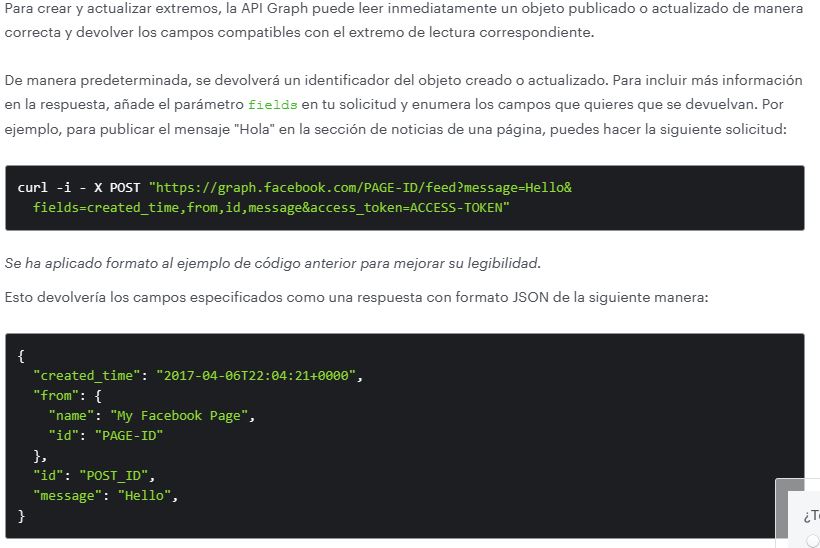 Para crear y actualizar extremos, la API Graph puede leer inmediatamente un objeto publicado o actualizado de manera
correcta y devolver los campos compatibles con el extremo de lectura correspondiente.
De manera predeterminada, se devolverá un identificador del objeto creado o actualizado. Para incluir más información
en la respuesta, añade el parámetro fields en tu solicitud y enumera los campos que quieres que se devuelvan. Por
ejemplo, para publicar el mensaje "Hola" en la sección de noticias de una página, puedes hacer la siguiente solicitud:
curl -i - X POST "https://graph.facebook.com/PAGE-ID/feed?message=Hello&
  fields=created_time,from,id,message&access_token=ACCESS-TOKEN"
Se ha aplicado formato al ejemplo de código anterior para mejorar su legibilidad.
Esto devolvería los campos especificados como una respuesta con formato JSON de la siguiente manera:
{
  "created_time": "2017-04-06T22:04:21+0000",
  "from": {
    "name": "My Facebook Page",
    "id": "PAGE-ID"
  },
  "id": "POST_ID",
  "message": "Hello",
}